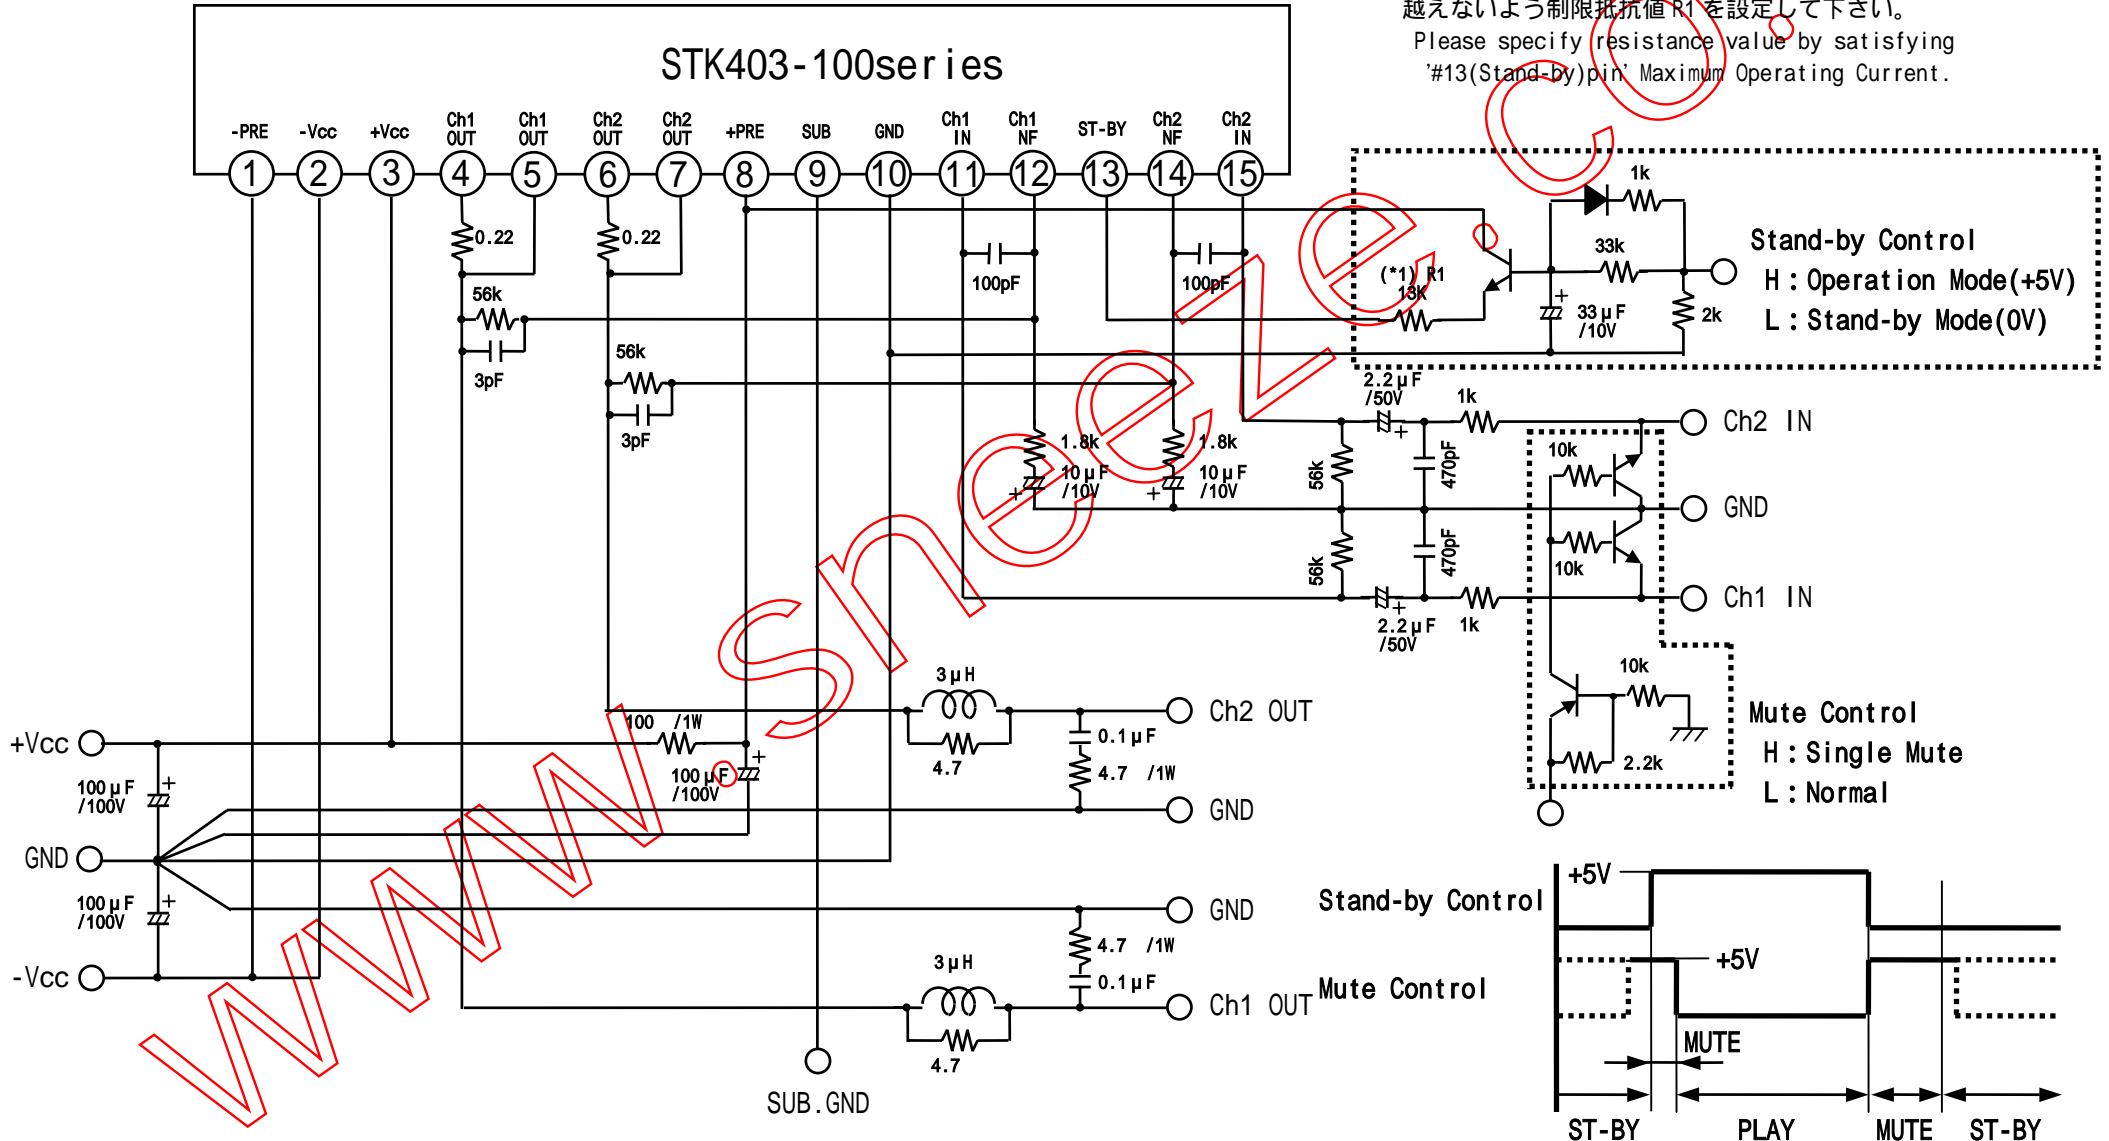 越えないよう制限抵抗値R1を設定して下さい。
Please specify resistance value by satisfying
'#13(Stand-by)pin' Maximum Operating Current.
STK403-100series
-PRE
-Vcc
+Vcc
Ch1
OUT
Ch1
OUT
Ch2
OUT
Ch2
OUT
+PRE
SUB
GND
Ch1
IN
Ch1
NF
ST-BY
Ch2
NF
Ch2
IN
1 2 3 4 5 6 7 8 9 10 11 12 13 14 15
0.22
0.22
56k
3pF
56k
3pF
100pF
100pF
(*1) R1
13K
1k
33k
+
33μF
/10V
2k
Stand-by Control
H:Operation Mode(+5V)
L:Stand-by Mode(0V)
1.8k
+
10μF
/10V
1.8k
+
10μF
/10V
2.2μF
/50V
+
1k
56k
470pF
56k
470pF
2.2μF
/50V
+
1k
Ch2 IN
GND
Ch1 IN
10k
10k
10k
2.2k
Mute Control
H:Single Mute
L:Normal
+Vcc
100μF
/100V
+
GND
100μF
/100V
+
-Vcc
100 /1W
100μF
/100V
+
3μH
4.7
0.1μF
4.7 /1W
Ch2 OUT
GND
GND
4.7 /1W
0.1μF
3μH
4.7
Ch1 OUT
SUB.GND
Stand-by Control
+5V
Mute Control
+5V
MUTE
ST-BY
PLAY
MUTE
ST-BY
www.sneeze.co.